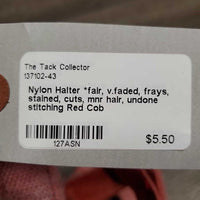 The Tack Collector
137102-43
Nylon Halter *fair, v.faded, frays,
stained, cuts, mnr hair, undone
stitching Red Cob
127ASN
$5.50